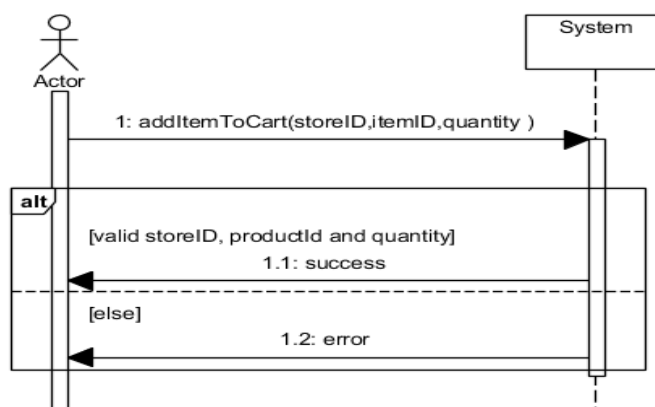 System
Actor
1: addItemToCart(storeID,itemID,quantity )
alt
[valid storeID, productId and quantity]
1.1: success
[else]
1.2: error